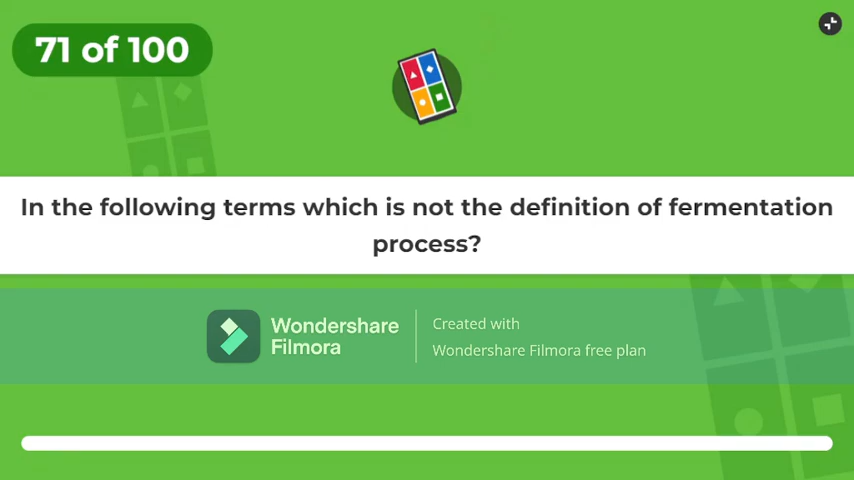 71 of 100
In the following terms which is not the definition of fermentation
process?
Wondershare
Filmora
Created with
Wondershare Filmora free plan